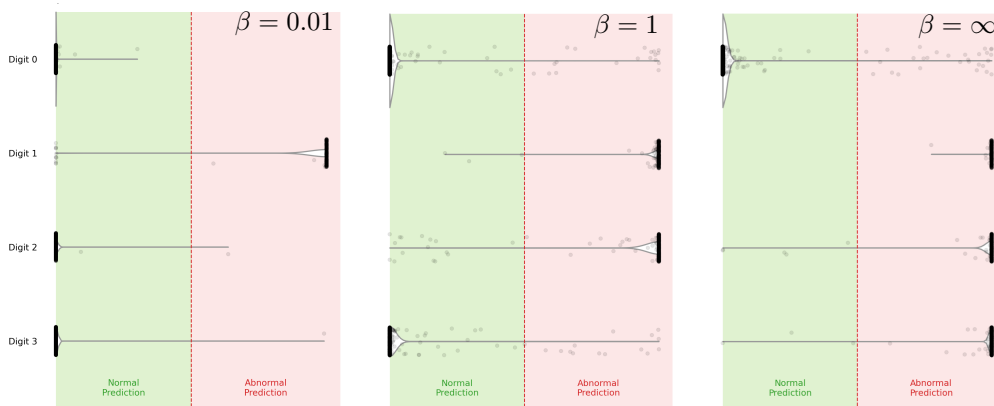 β = 0.01
β = 1
β = ∞
Digit 0
Digit 1
Digit 2
Digit 3
Normal
Prediction
Abnormal
Prediction
Normal
Prediction
Abnormal
Prediction
Normal
Prediction
Abnormal
Prediction